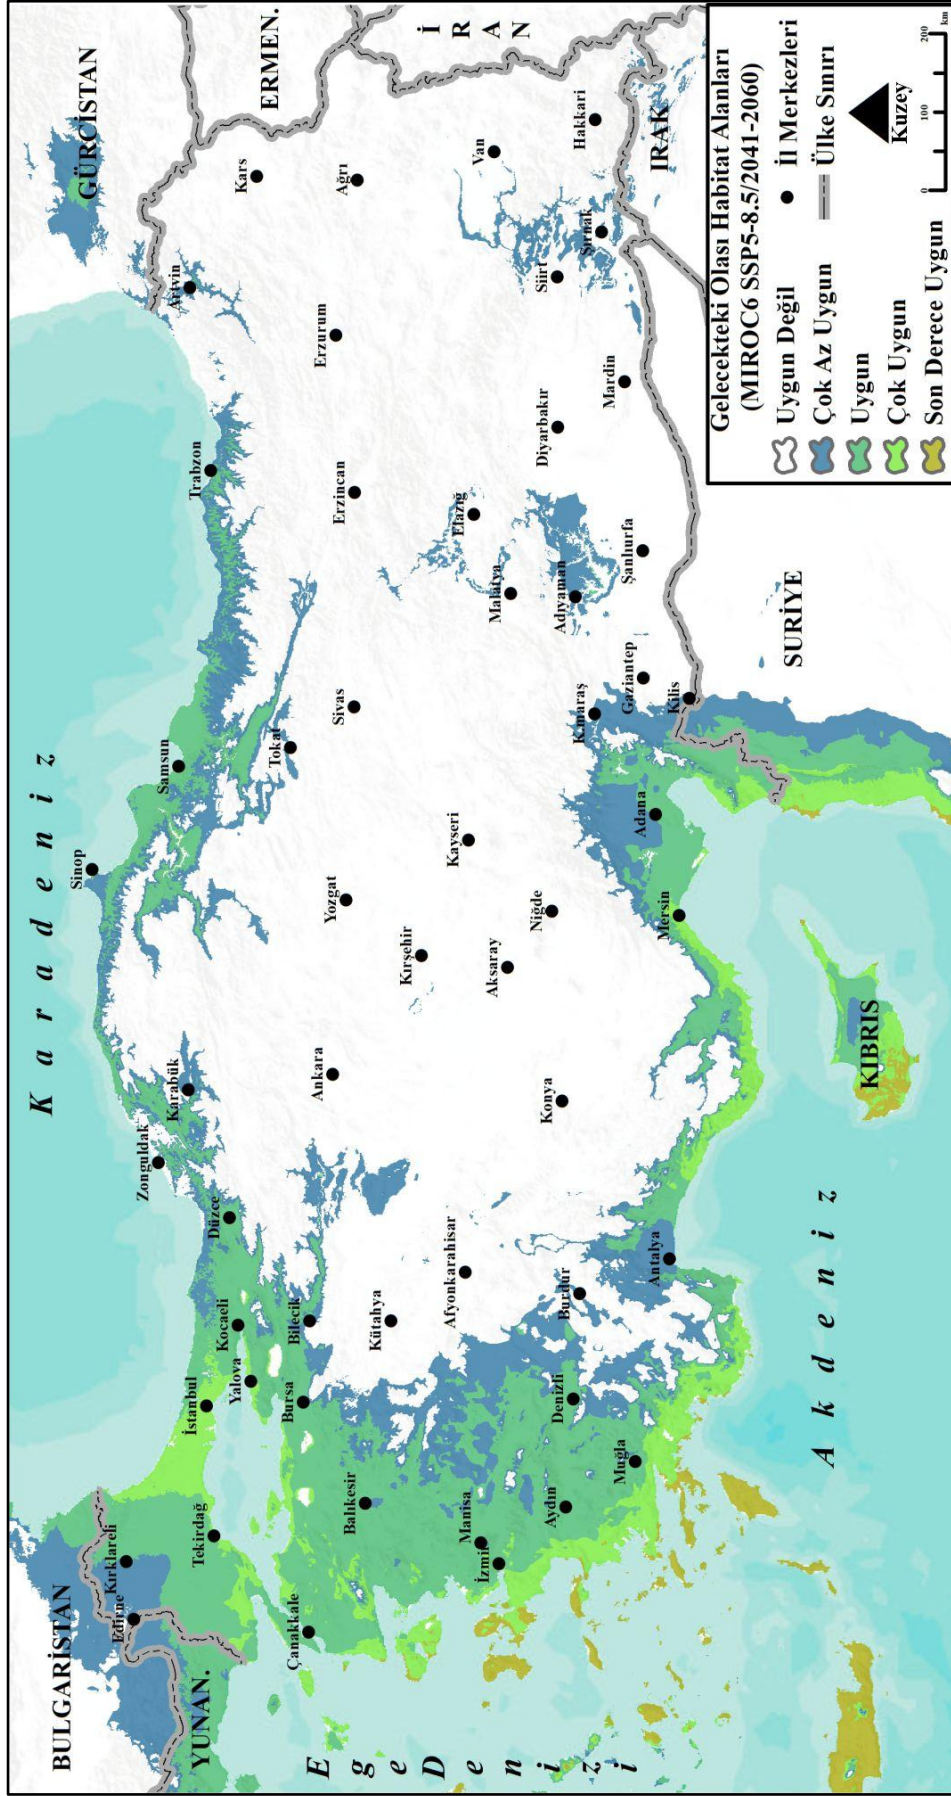 K a r a d e n i z
BULGARİSTAN
GÜRCİSTAN
YUNAN.
ERMEN.
İRAN
IRAK
SURİYE
KIBRIS
Ege Denizi
A k d e n i z
Edirne
Kırklareli
Tekirdağ
İstanbul
Kocaeli
Yalova
Düzce
Zonguldak
Karabük
Sinop
Samsun
Tokat
Trabzon
Artvin
Kars
Ağrı
Erzurum
Erzincan
Sivas
Yozgat
Ankara
Bilecik
Bursa
Çanakkale
Balıkesir
Kütahya
Afyonkarahisar
Kırşehir
Kayseri
Malatya
Elazığ
Van
Hakkari
Şırnak
Siirt
Diyarbakır
Mardin
Adıyaman
Şanlıurfa
Gaziantep
K.maraş
Kilis
Adana
Mersin
Niğde
Aksaray
Konya
Antalya
Burdur
Denizli
Muğla
Aydın
Manisa
İzmir
Gelecekteki Olası Habitat Alanları
(MIROC6 SSP5-8.5/2041-2060)
Uygun Değil
Çok Az Uygun
Uygun
Çok Uygun
Son Derece Uygun
İl Merkezleri
Ülke Sınırı
Kuzey
0 100 200
km